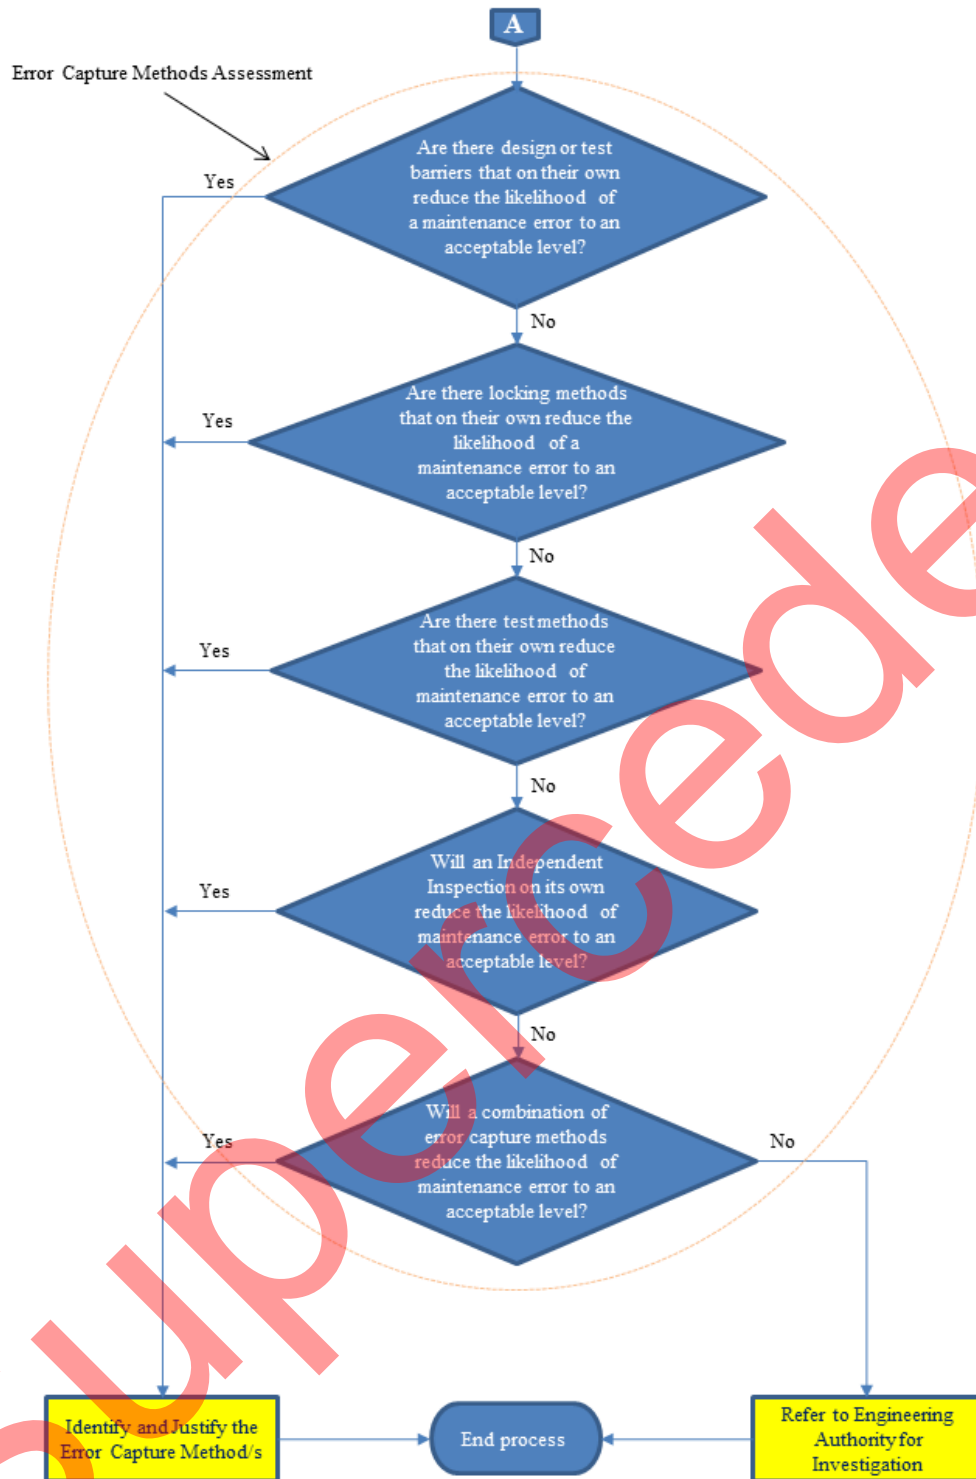 A
Error Capture Methods Assessment
Are there design or test
barriers that on their own
reduce the likelihood of
a maintenance error to an
acceptable level?
Yes
No
Are there locking methods
that on their own reduce the
likelihood of a
maintenance error to an
acceptable level?
Yes
No
Are there test methods
that on their own reduce
the likelihood of
maintenance error to an
acceptable level?
Yes
No
Will an Independent
Inspection on its own
reduce the likelihood of
maintenance error to an
acceptable level?
Yes
No
Will a combination of
error capture methods
reduce the likelihood of
maintenance error to an
acceptable level?
Yes
No
Identify and Justify the
Error Capture Method/s
End process
Refer to Engineering
Authority for
Investigation
upercede